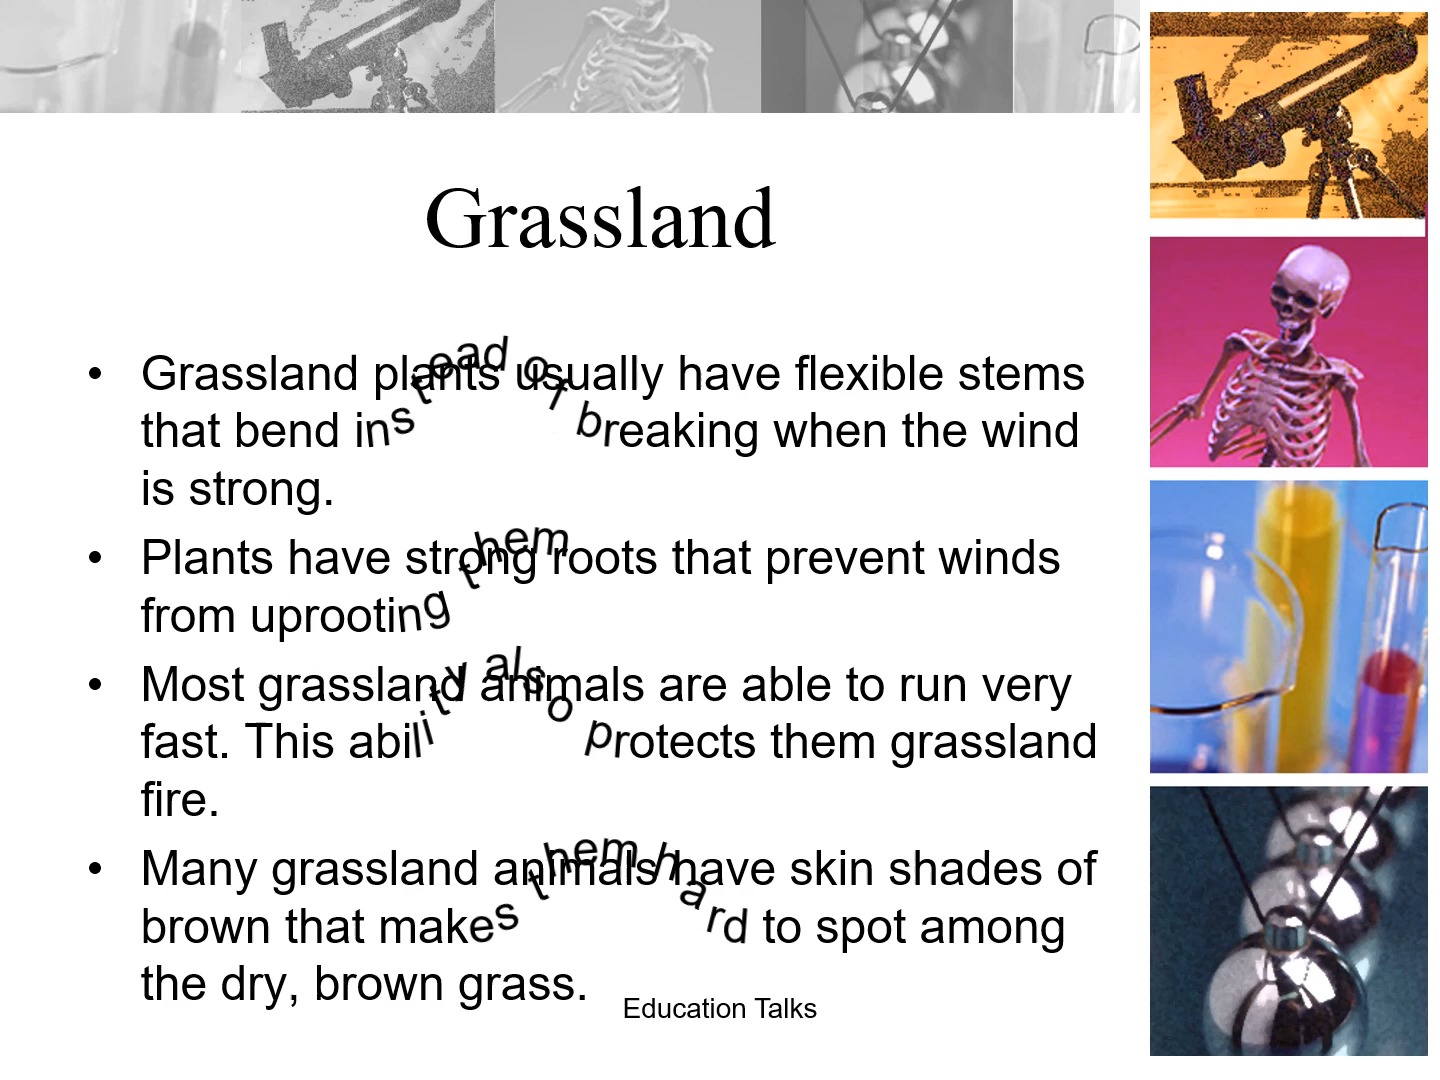 Grassland
• Grassland plants usually have flexible stems
that bend instead of breaking when the wind
is strong.
• Plants have strong roots that prevent winds
from uprooting them
• Most grassland animals are able to run very
fast. This ability also protects them grassland
fire.
• Many grassland animals have skin shades of
brown that makes them hard to spot among
the dry, brown grass.
Education Talks